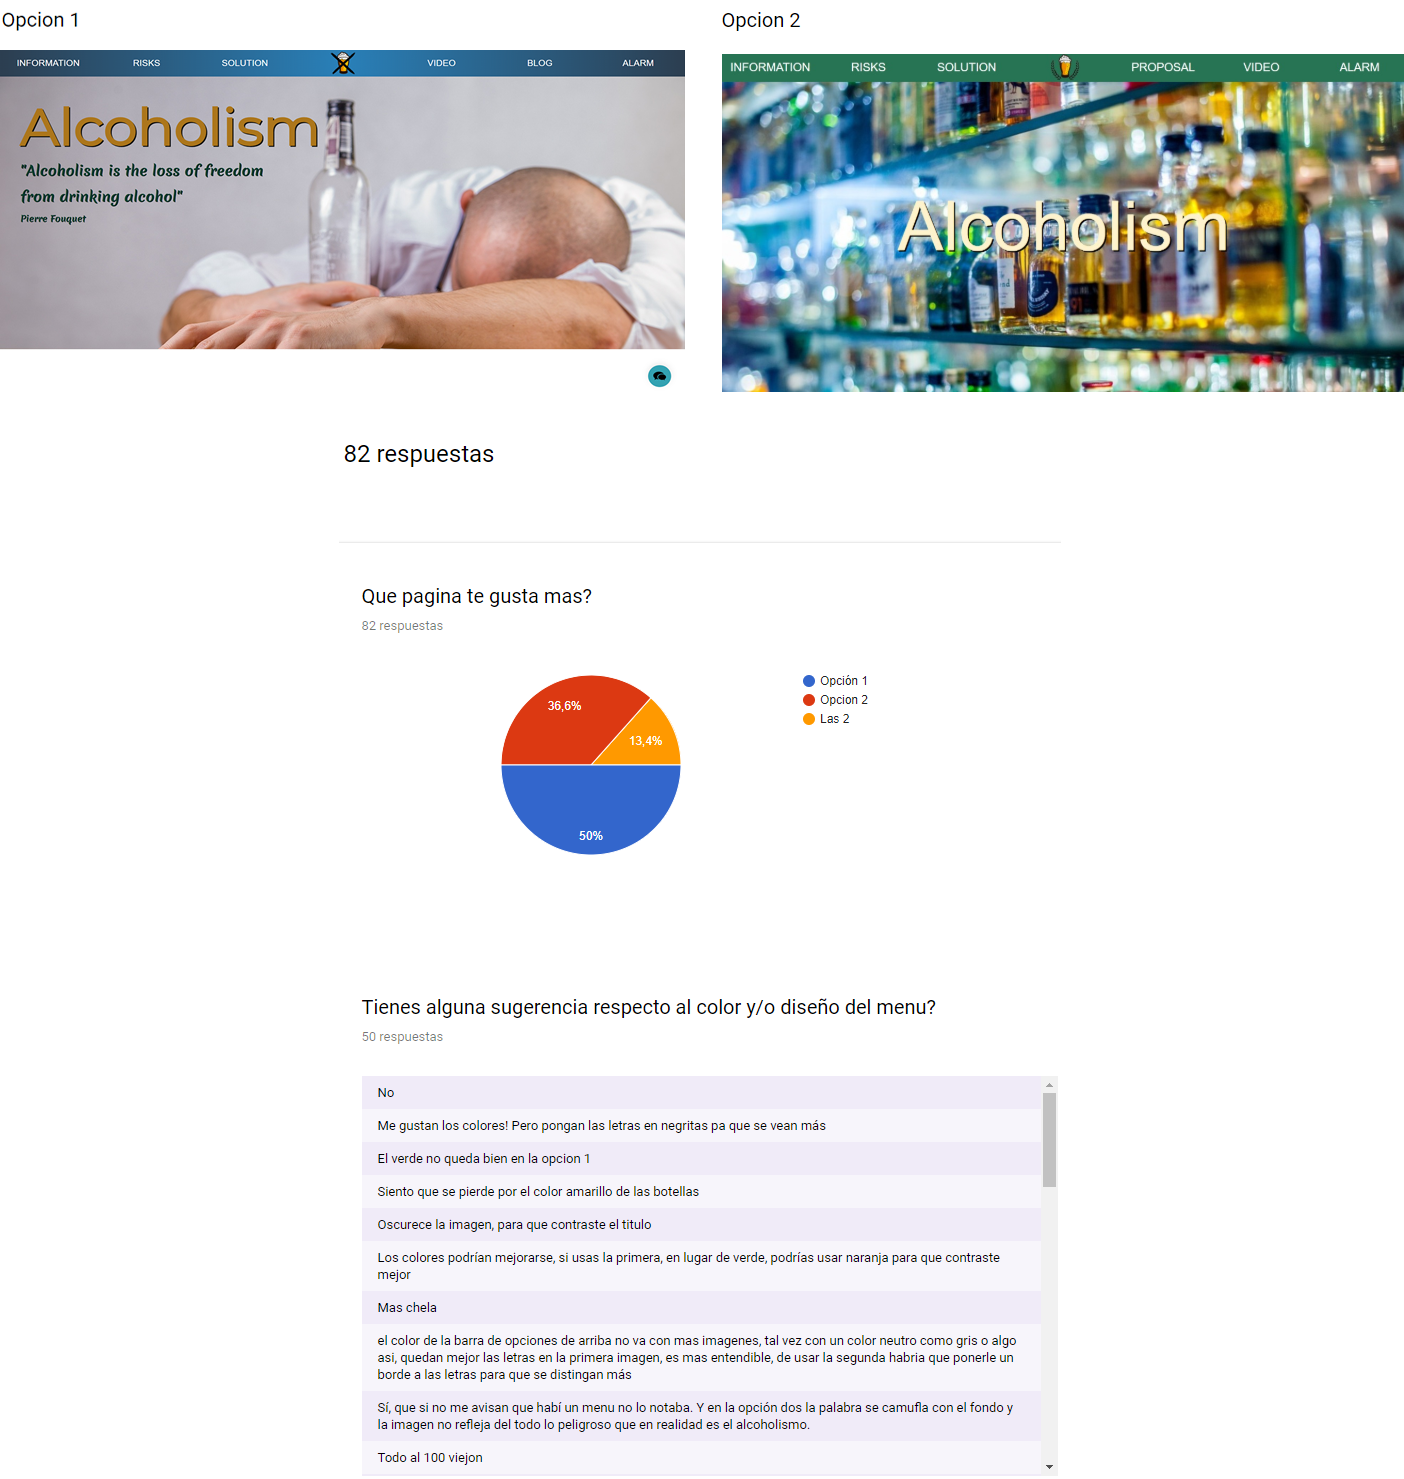 Opcion 1
INFORMATION RISKS SOLUTION VIDEO BLOG ALARM
Alcoholism
"Alcoholism is the loss of freedom
from drinking alcohol"
Pierre Fouquet
Opcion 2
INFORMATION RISKS SOLUTION PROPOSAL VIDEO ALARM
Alcoholism
82 respuestas
Que pagina te gusta mas?
82 respuestas
36,6%
13,4%
50%
Opción 1
Opcion 2
Las 2
Tienes alguna sugerencia respecto al color y/o diseño del menu?
50 respuestas
No
Me gustan los colores! Pero pongan las letras en negritas pa que se vean más
El verde no queda bien en la opcion 1
Siento que se pierde por el color amarillo de las botellas
Oscurece la imagen, para que contraste el titulo
Los colores podrían mejorarse, si usas la primera, en lugar de verde, podrías usar naranja para que contraste
mejor
Mas chela
el color de la barra de opciones de arriba no va con mas imagenes, tal vez con un color neutro como gris o algo
asi, quedan mejor las letras en la primera imagen, es mas entendible, de usar la segunda habria que ponerle un
borde a las letras para que se distingan más
Sí, que si no me avisan que habí un menu no lo notaba. Y en la opción dos la palabra se camufla con el fondo y
la imagen no refleja del todo lo peligroso que en realidad es el alcoholismo.
Todo al 100 viejon